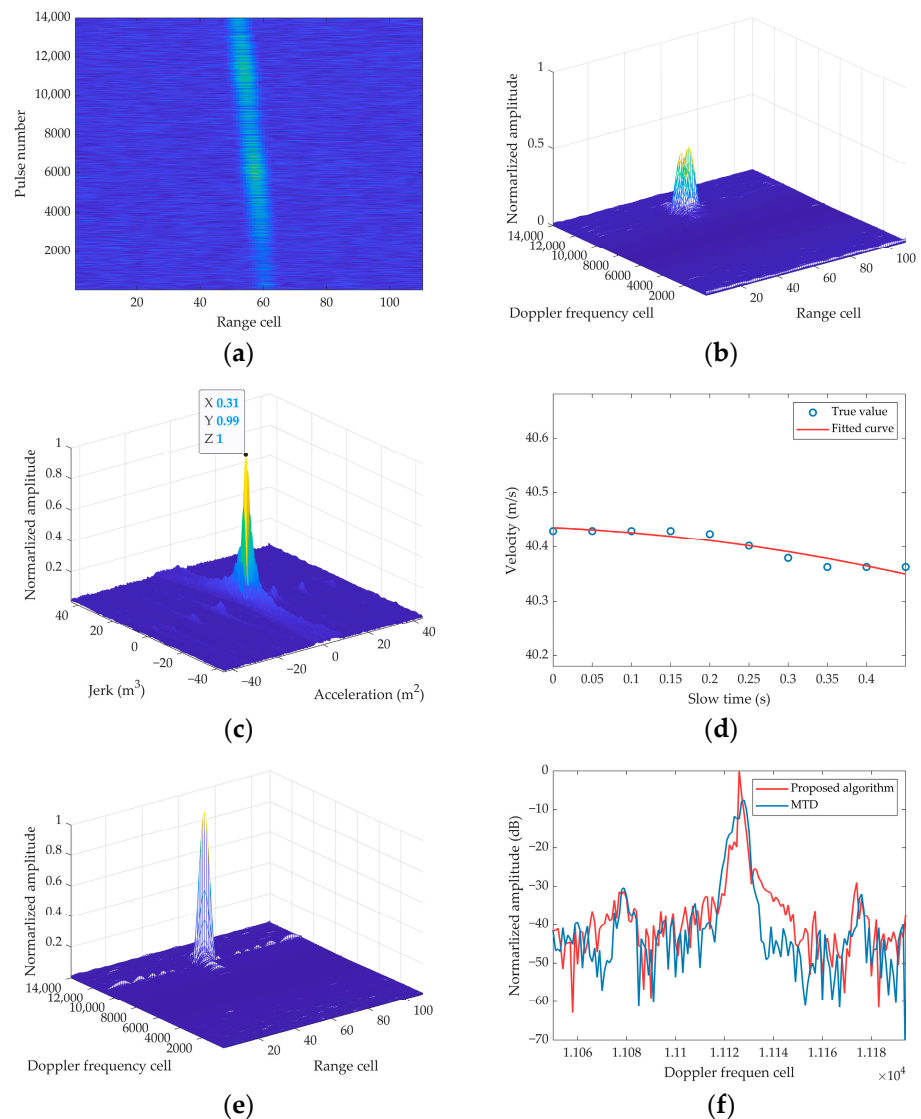 14,000
12,000
10,000
8000
6000
4000
2000
Pulse number
20 40 60 80 100
Range cell
(a)
1
0.5
0
Normarlized amplitude
14,000
12,000
10,000
8000
6000
4000
2000
Doppler frequency cell
20 40 60 80 100
Range cell
(b)
X 0.31
Y 0.99
Z 1
1
0.8
0.6
0.4
0.2
Normarlized amplitude
40
20
0
−20
−40
Jerk (m3)
−40 −20 0 20 40
Acceleration (m2)
(c)
True value
Fitted curve
40.6
40.5
40.4
40.3
40.2
Velocity (m/s)
0 0.05 0.1 0.15 0.2 0.25 0.3 0.35 0.4
Slow time (s)
(d)
1
0.8
0.6
0.4
0.2
Normarlized amplitude
14,000
12,000
10,000
8000
6000
4000
2000
Doppler frequency cell
20 40 60 80 100
Range cell
(e)
Proposed algorithm
MTD
0
−10
−20
−30
−40
−50
−60
−70
Normarlized amplitude (dB)
1.106 1.108 1.11 1.112 1.114 1.116 1.118
×10^4
Doppler frequen cell
(f)